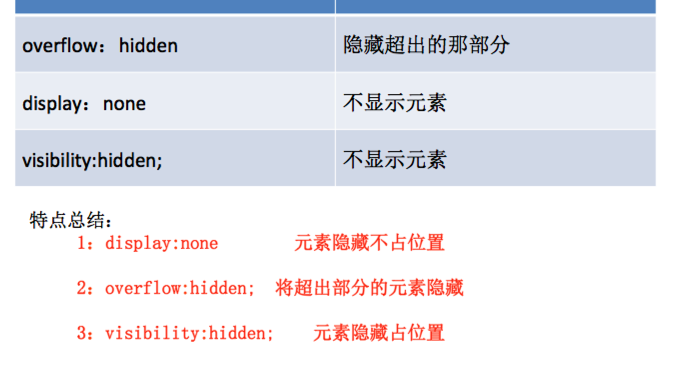 overflow：hidden 隐藏超出的那部分
display：none 不显示元素
visibility:hidden; 不显示元素
特点总结：
1：display:none 元素隐藏不占位置
2：overflow:hidden; 将超出部分的元素隐藏
3：visibility:hidden; 元素隐藏占位置